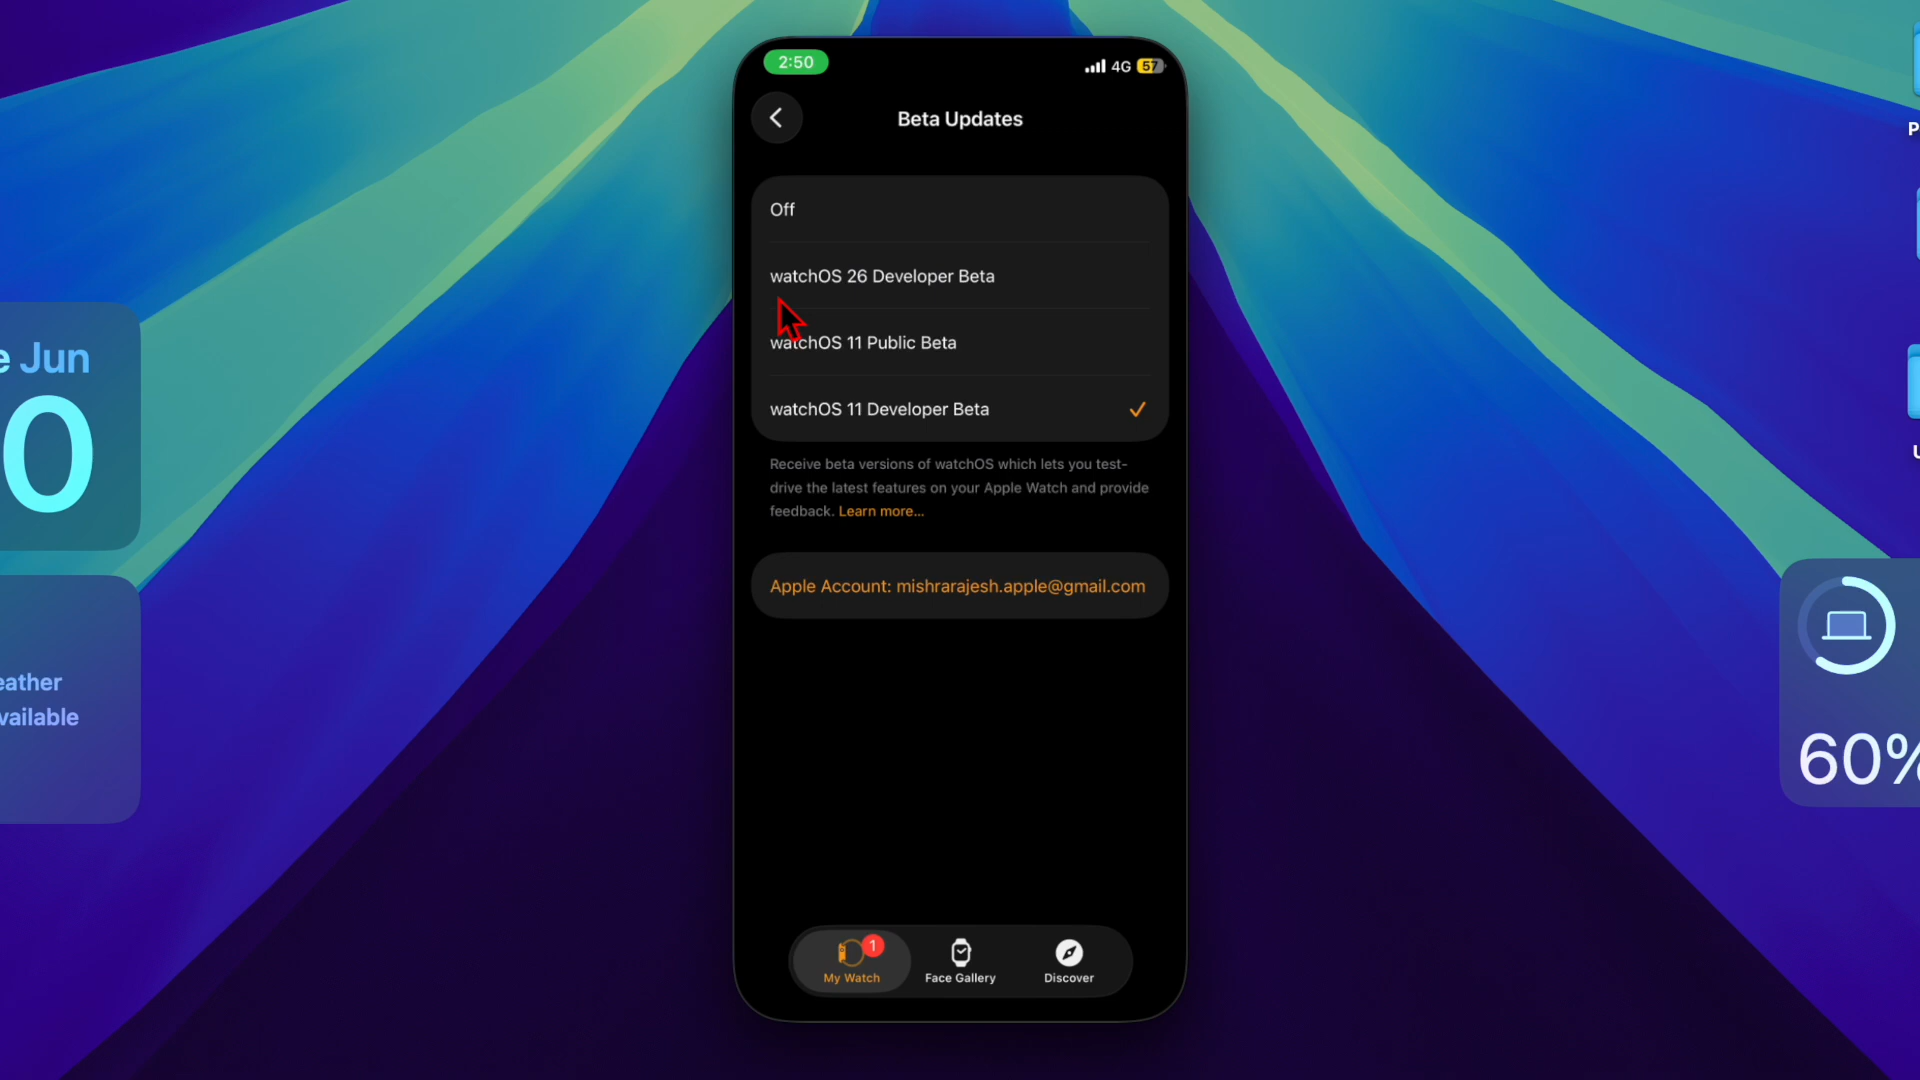 2:50
4G
57
Beta Updates
Off
watchOS 26 Developer Beta
watchOS 11 Public Beta
watchOS 11 Developer Beta
Receive beta versions of watchOS which lets you test-
drive the latest features on your Apple Watch and provide
feedback. Learn more...
Apple Account: mishrarajesh.apple@gmail.com
1
My Watch
Face Gallery
Discover
e Jun
0
eather
vailable
P
60%